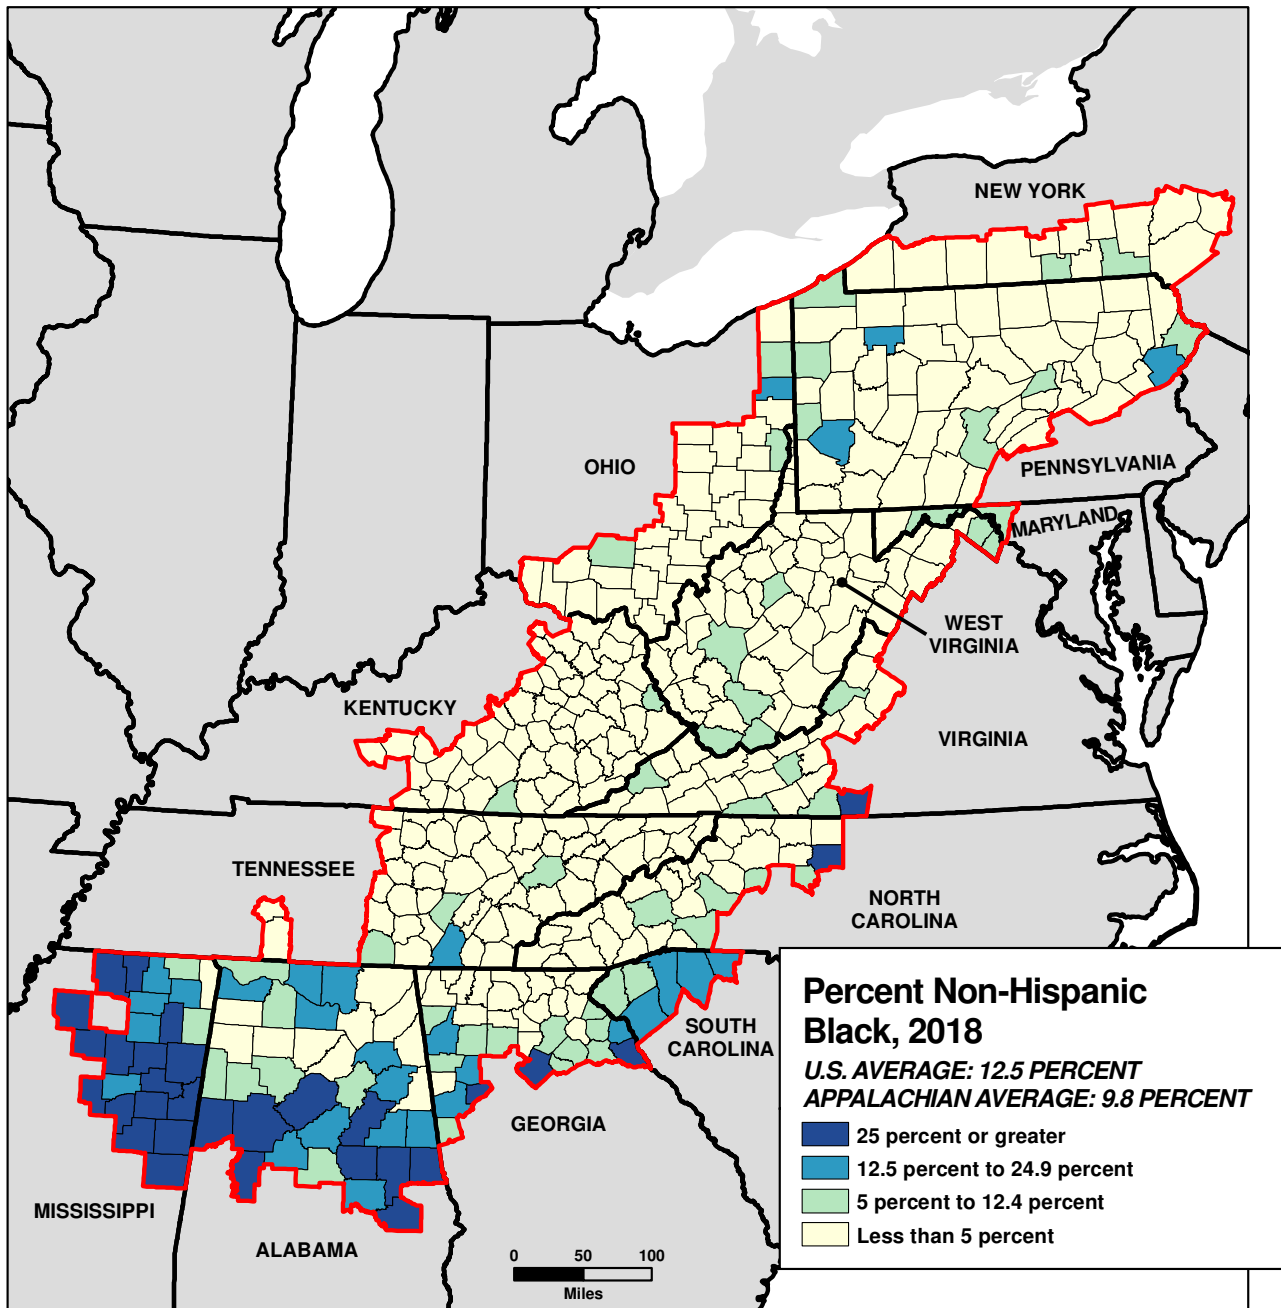 NEW YORK
OHIO
PENNSYLVANIA
MARYLAND
WEST
VIRGINIA
KENTUCKY
VIRGINIA
TENNESSEE
NORTH
CAROLINA
SOUTH
CAROLINA
GEORGIA
MISSISSIPPI
ALABAMA
Percent Non-Hispanic
Black, 2018
U.S. AVERAGE: 12.5 PERCENT
APPALACHIAN AVERAGE: 9.8 PERCENT
25 percent or greater
12.5 percent to 24.9 percent
5 percent to 12.4 percent
Less than 5 percent
0 50 100
Miles